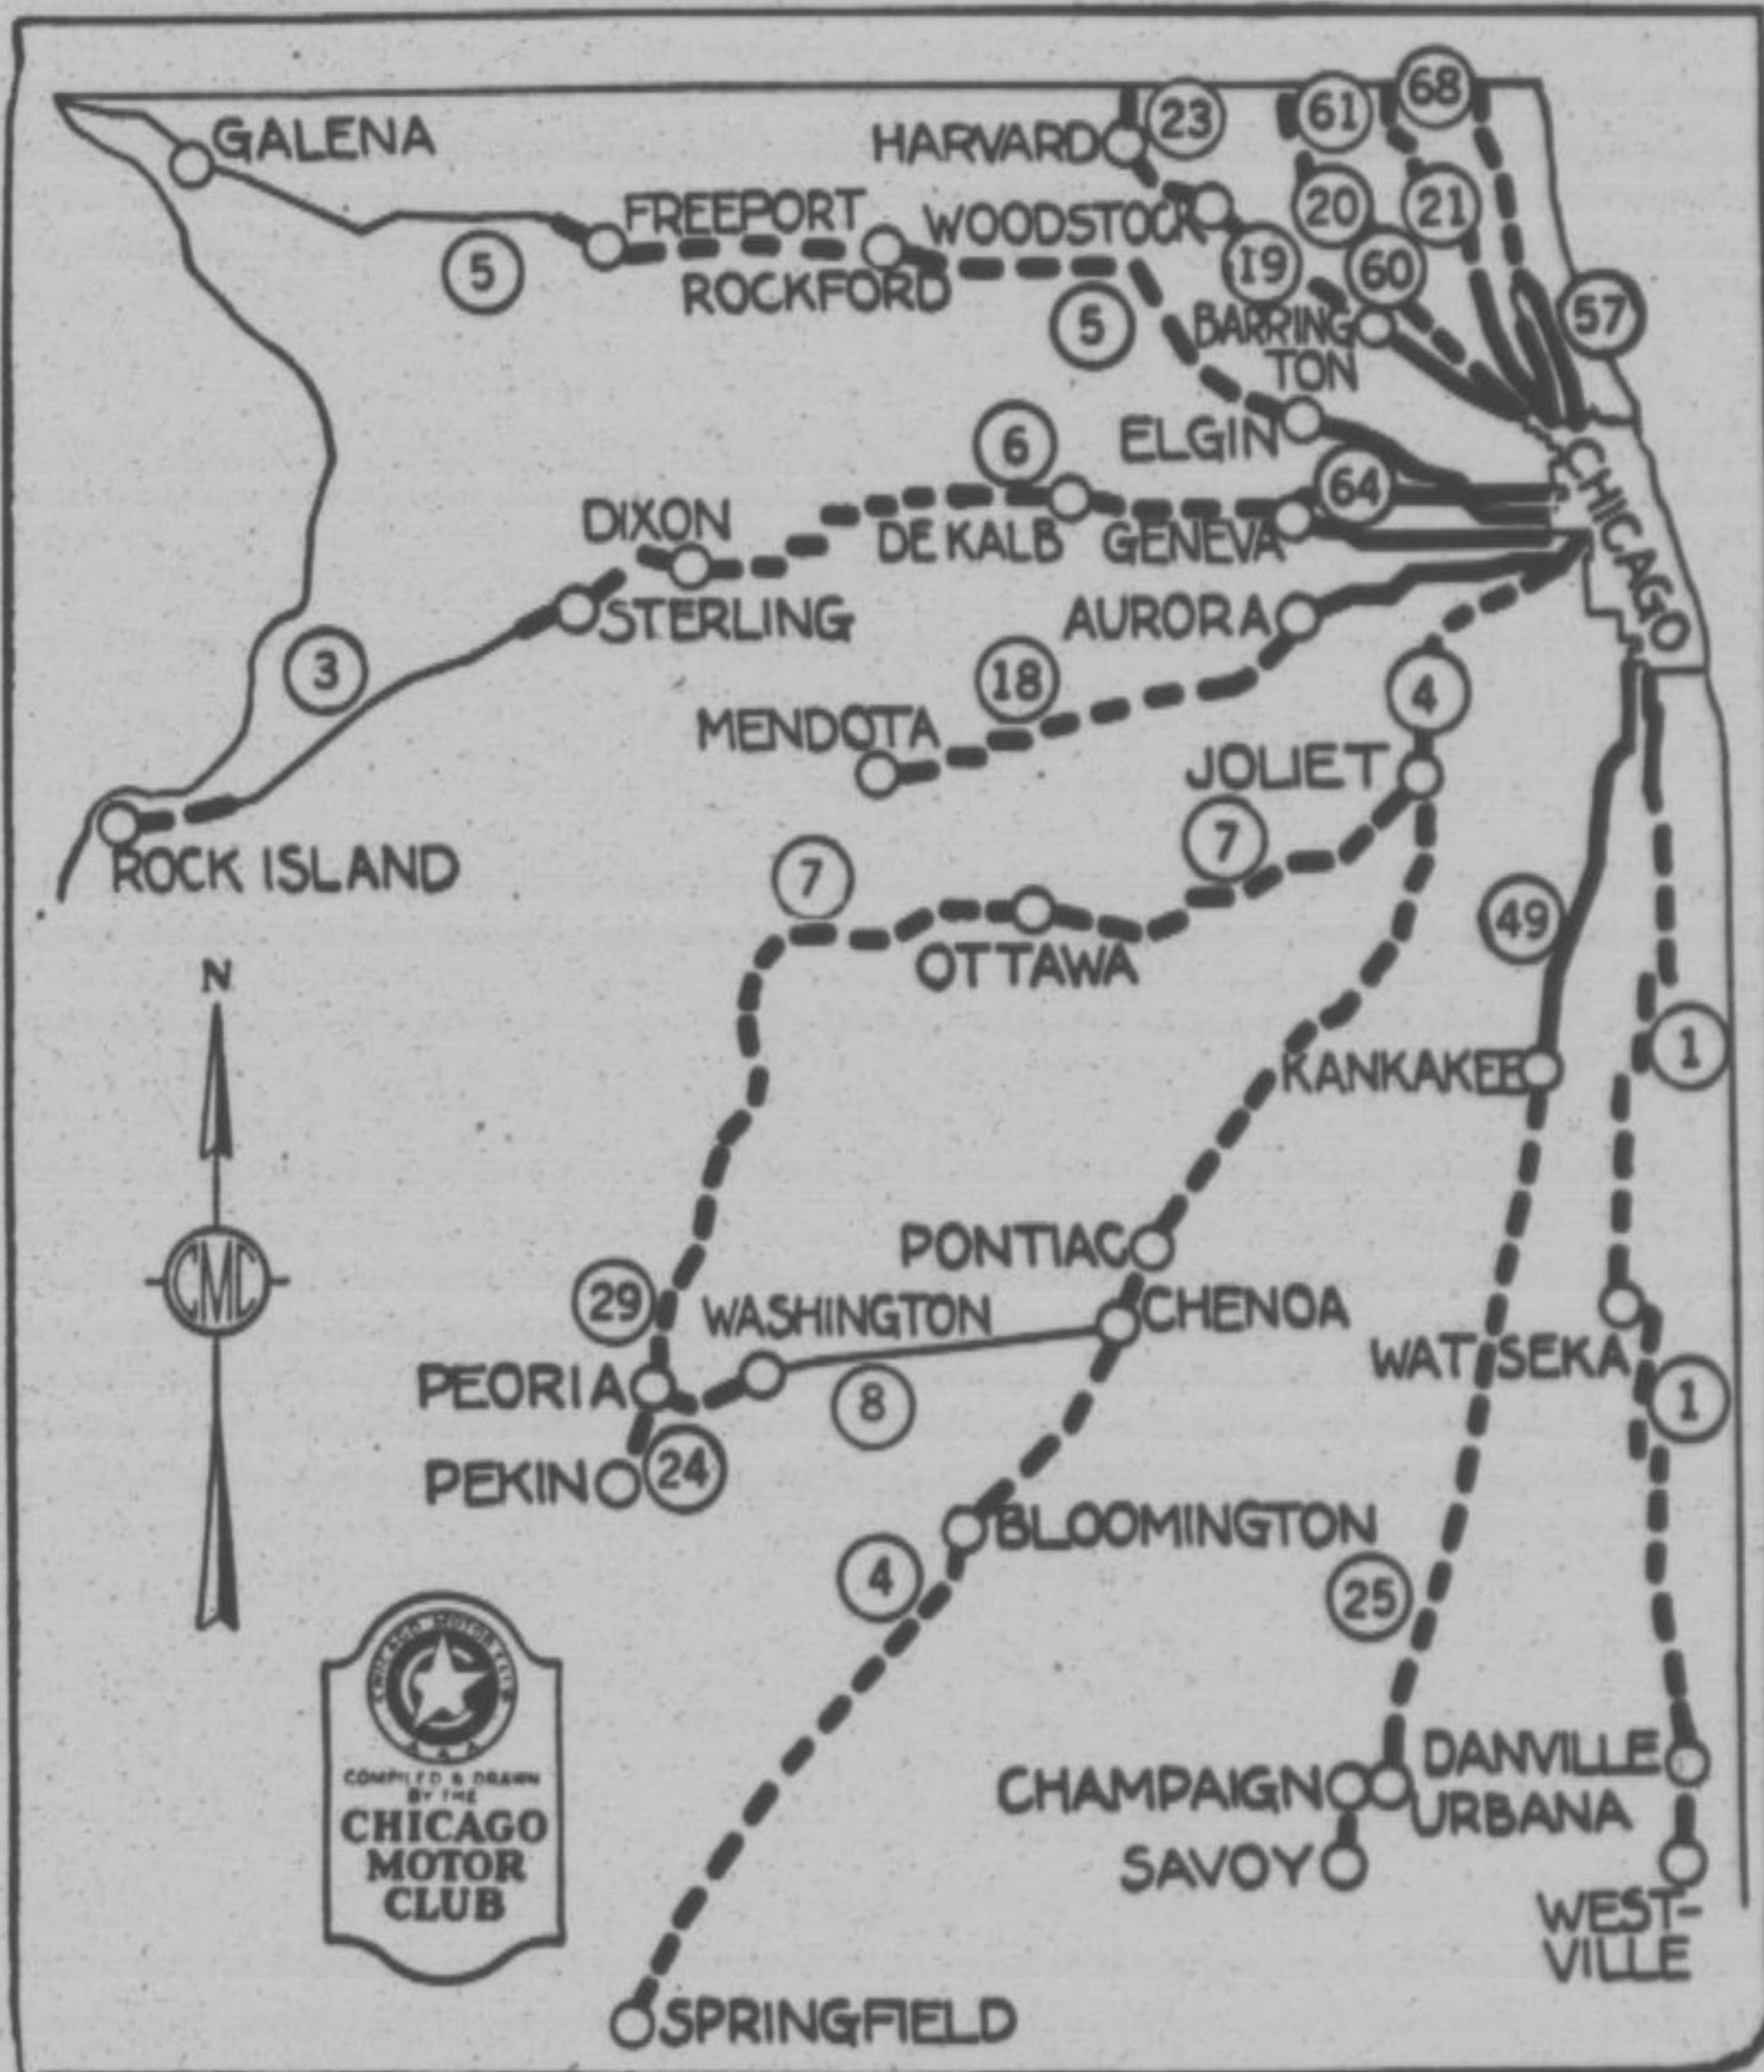 68
61
23
GALENA
HARVARD
FREEPORT
WOODSTOCK
20
21
5
ROCKFORD
19
60
5
BARRING
TON
57
6
ELGIN
64
DIXON
DE KALB
GENEVA
CHICAGO
STERLING
AURORA
3
18
4
MENDOTA
JOLIET
ROCK ISLAND
7
7
OTTAWA
49
N
1
KANKAKEE
CMC
PONTIAC
29
WASHINGTON
CHENOA
WATSEKA
PEORIA
8
1
PEKIN
24
BLOOMINGTON
4
25
CHICAGO MOTOR CLUB
A A A
COMPILED & DRAWN
BY THE
CHICAGO
MOTOR
CLUB
DANVILLE
CHAMPAIGN
URBANA
SAVOY
WEST-
VILLE
SPRINGFIELD